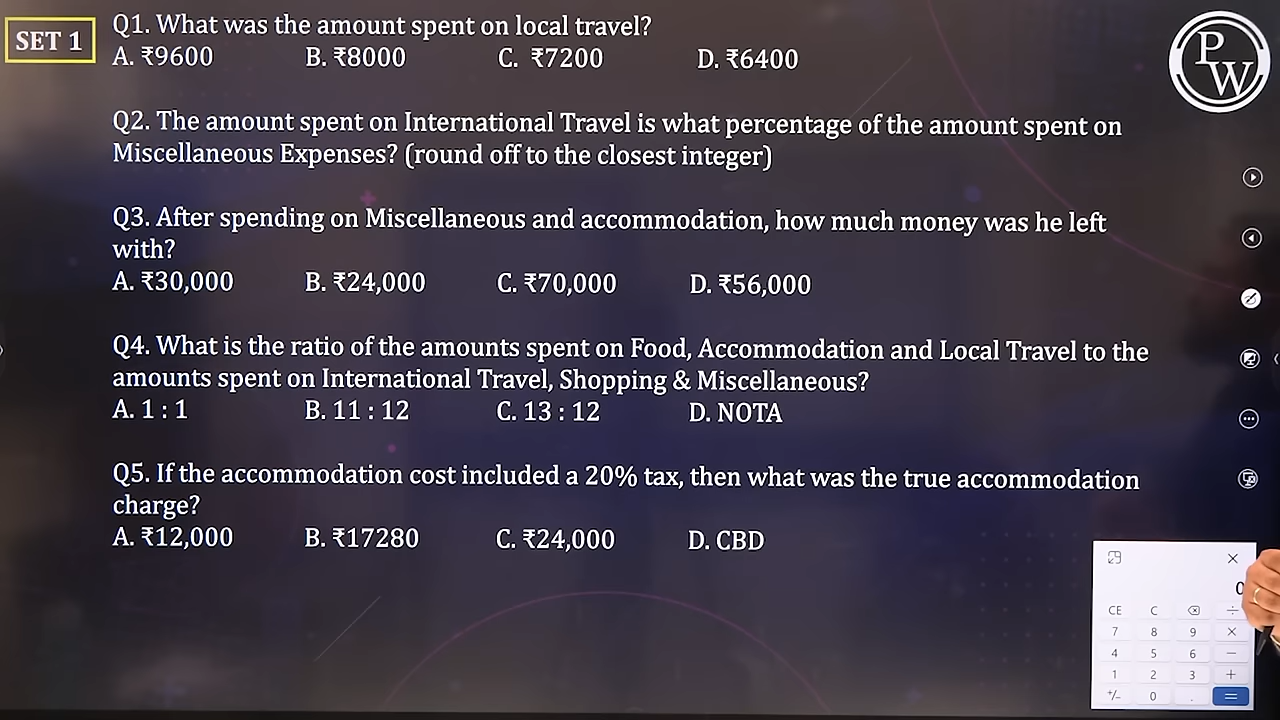 SET 1
Q1. What was the amount spent on local travel?
A. ₹9600 B. ₹8000 C. ₹7200 D. ₹6400
PW
Q2. The amount spent on International Travel is what percentage of the amount spent on
Miscellaneous Expenses? (round off to the closest integer)
Q3. After spending on Miscellaneous and accommodation, how much money was he left
with?
A. ₹30,000 B. ₹24,000 C. ₹70,000 D. ₹56,000
Q4. What is the ratio of the amounts spent on Food, Accommodation and Local Travel to the
amounts spent on International Travel, Shopping & Miscellaneous?
A. 1 : 1 B. 11 : 12 C. 13 : 12 D. NOTA
Q5. If the accommodation cost included a 20% tax, then what was the true accommodation
charge?
A. ₹12,000 B. ₹17280 C. ₹24,000 D. CBD
0
CE C ÷
7 8 9 ×
4 5 6 −
1 2 3 +
+/− 0 . =